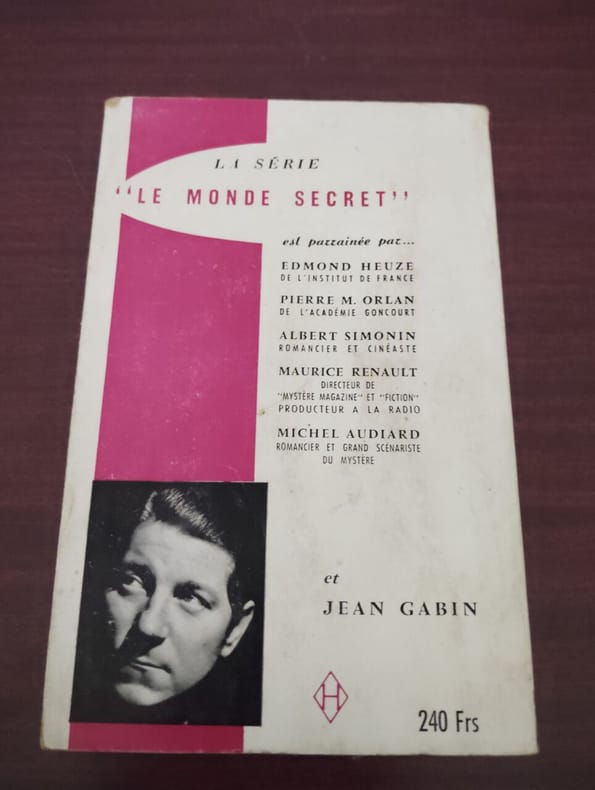 LA SÉRIE
"LE MONDE SECRET"
est parrainée par...
EDMOND HEUZE
DE L'INSTITUT DE FRANCE
PIERRE M. ORLAN
DE L'ACADÉMIE GONCOURT
ALBERT SIMONIN
ROMANCIER ET CINÉASTE
MAURICE RENAULT
DIRECTEUR DE
"MYSTÈRE MAGAZINE" ET "FICTION"
PRODUCTEUR A LA RADIO
MICHEL AUDIARD
ROMANCIER ET GRAND SCÉNARISTE
DU MYSTÈRE
et
JEAN GABIN
H
240 Frs